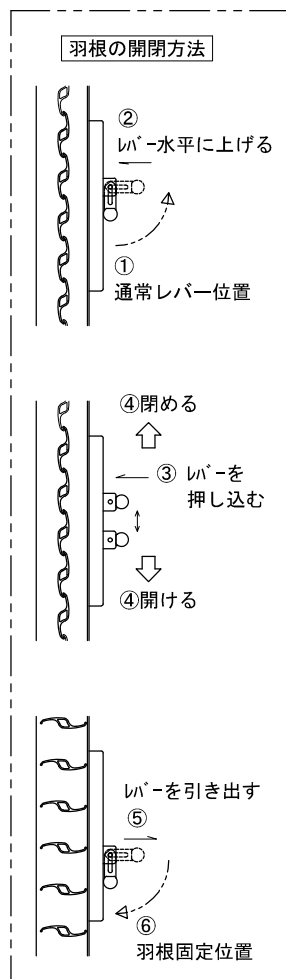 羽根の開閉方法
②
ﾚﾊﾞｰ水平に上げる
①
通常レバー位置
④閉める
③ ﾚﾊﾞｰを
押し込む
④開ける
ﾚﾊﾞｰを引き出す
⑤
⑥
羽根固定位置